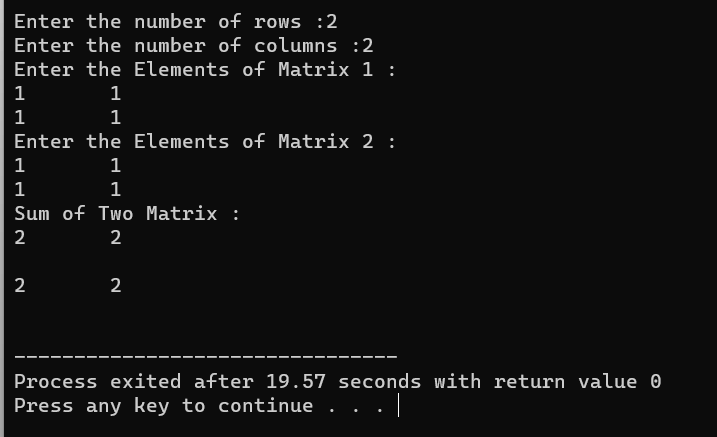 Enter the number of rows :2
Enter the number of columns :2
Enter the Elements of Matrix 1 :
1       1
1       1
Enter the Elements of Matrix 2 :
1       1
1       1
Sum of Two Matrix :
2       2
2       2
--------------------------------
Process exited after 19.57 seconds with return value 0
Press any key to continue . . .